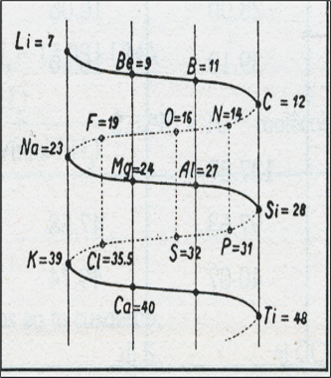 Li = 7
Be=9 B=11
C = 12
F=19 O=16 N=14
Na=23
Mg=24 Al=27
Si = 28
K=39 Cl=35.5 S=32 P=31
Ca=40
Ti = 48